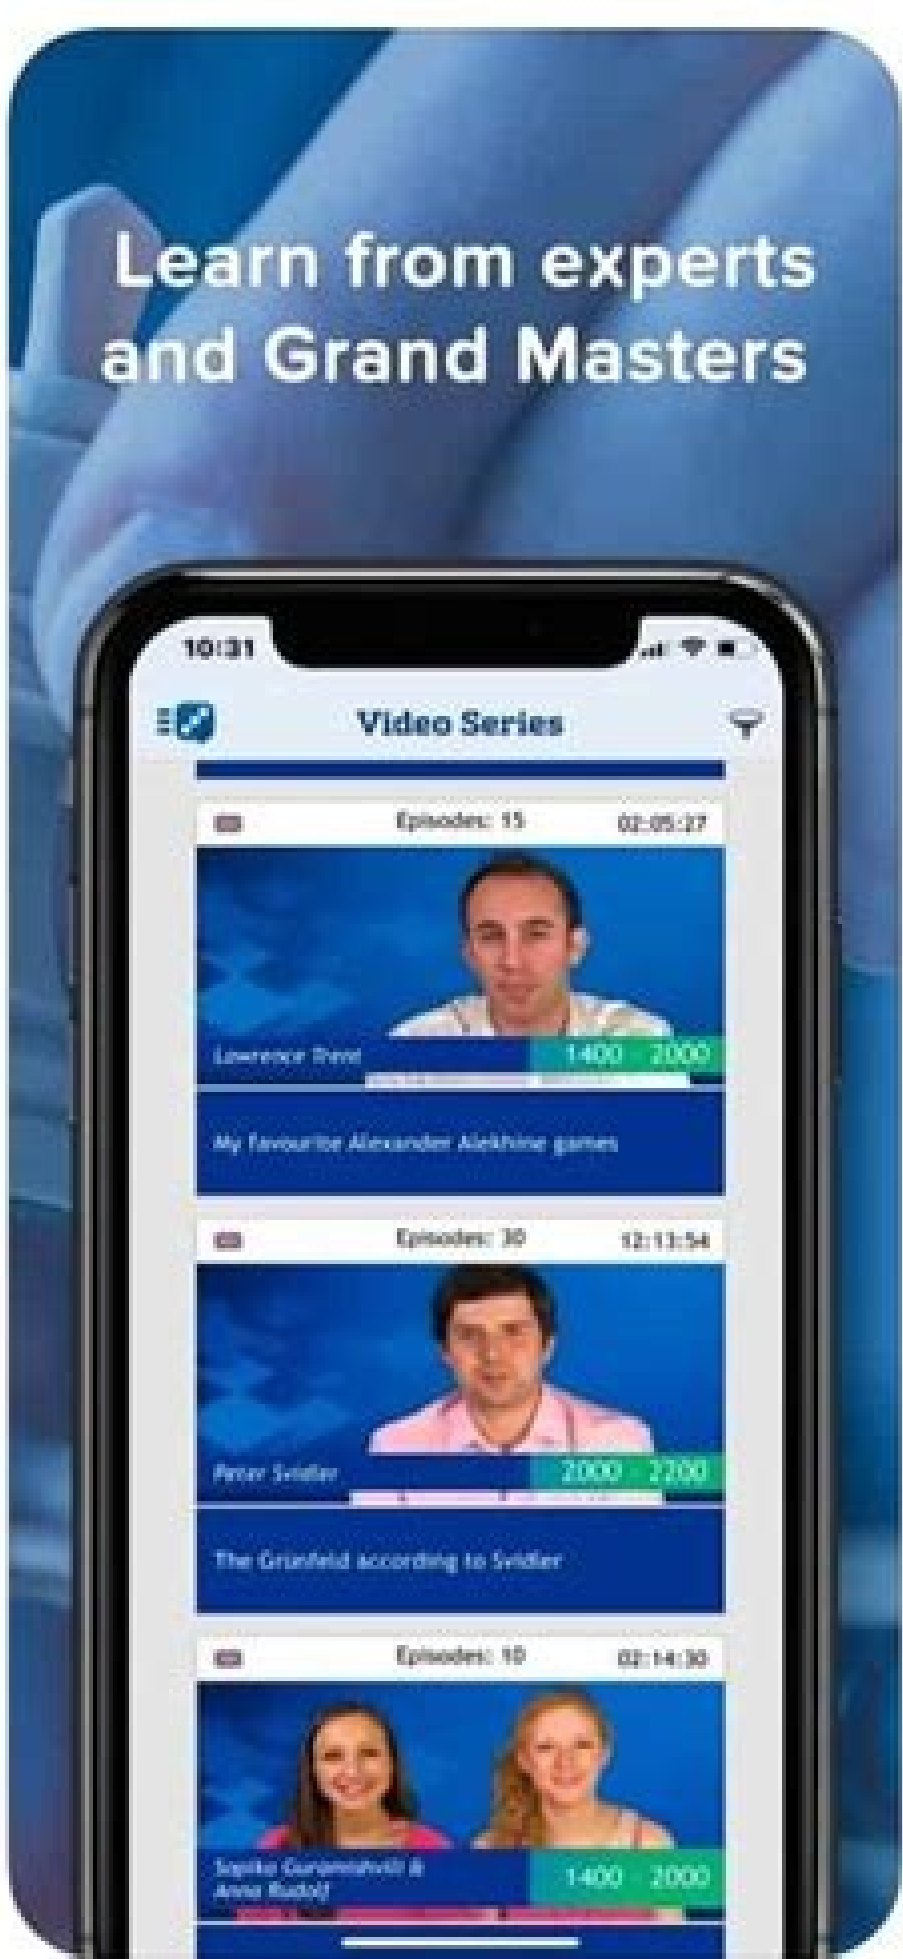 Learn from experts
and Grand Masters
10:31
Video Series
Episodes: 15 02:05:27
Lawrence Trent 1400 - 2000
My favourite Alexander Alekhine games
Episodes: 30 12:13:54
Peter Svidler 2000 - 2200
The Grünfeld according to Svidler
Episodes: 10 02:14:30
Sopiko Guramishvili &
Anna Rudolf
1400 - 2000